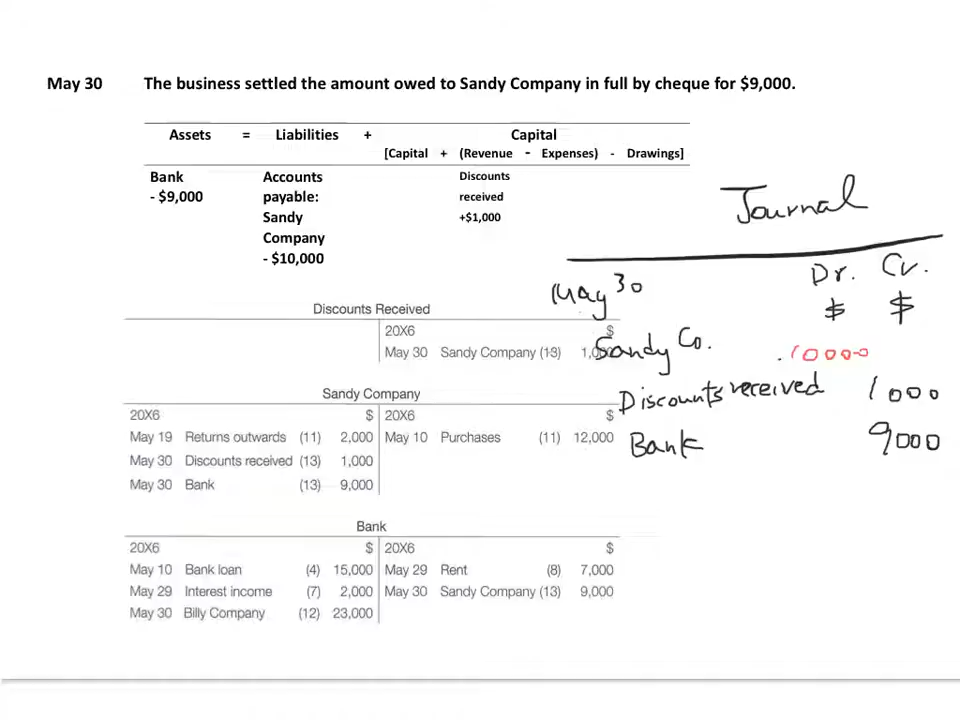 May 30 The business settled the amount owed to Sandy Company in full by cheque for $9,000.
Assets = Liabilities + Capital
[Capital + (Revenue - Expenses) - Drawings]
Bank Accounts Discounts
- $9,000 payable: received
Sandy +$1,000
Company
- $10,000
Journal
Dr. Cr.
May 30 $ $
Discounts Received
20X6 $
May 30 Sandy Company (13) 1,000
Sandy Co. 10000
Discounts received 1000
Bank 9000
Sandy Company
20X6 $ 20X6 $
May 19 Returns outwards (11) 2,000 May 10 Purchases (11) 12,000
May 30 Discounts received (13) 1,000
May 30 Bank (13) 9,000
Bank
20X6 $ 20X6 $
May 10 Bank loan (4) 15,000 May 29 Rent (8) 7,000
May 29 Interest income (7) 2,000 May 30 Sandy Company (13) 9,000
May 30 Billy Company (12) 23,000